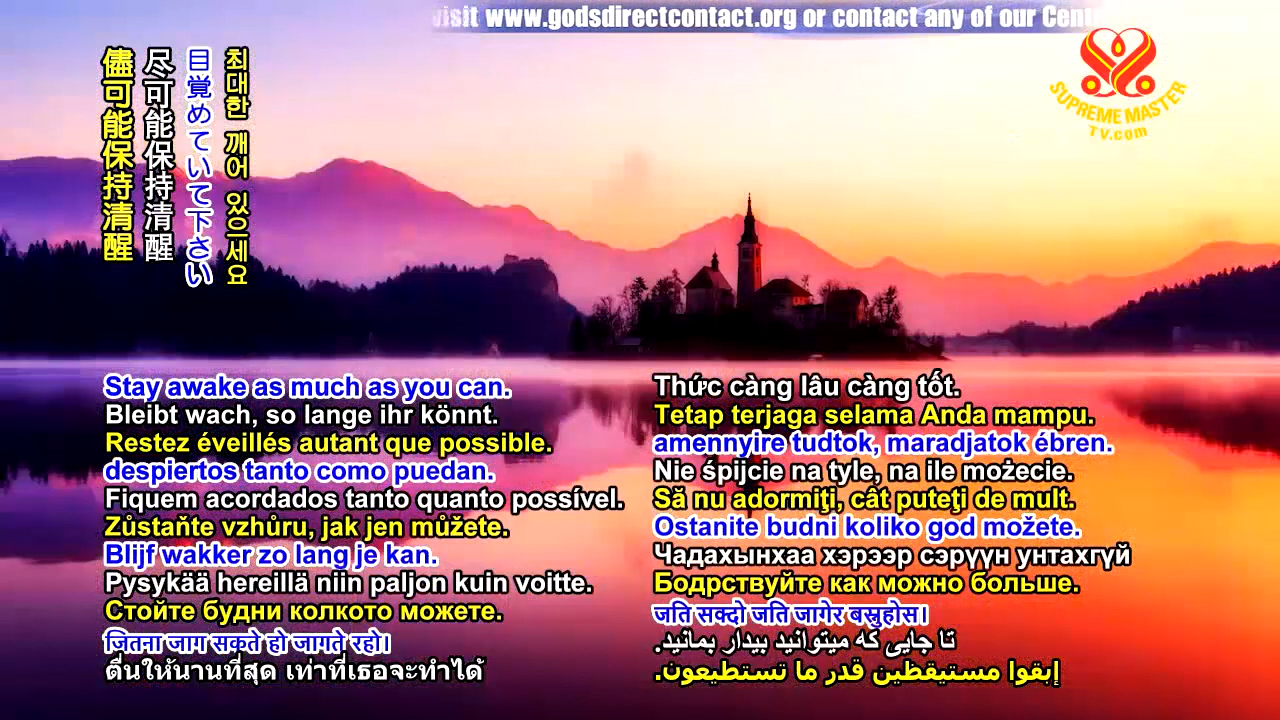 visit www.godsdirectcontact.org or contact any of our Cent
SUPREME MASTER
TV.com
최대한 깨어 있으세요
目覚めていて下さい
尽可能保持清醒
儘可能保持清醒
Stay awake as much as you can.
Bleibt wach, so lange ihr könnt.
Restez éveillés autant que possible.
despiertos tanto como puedan.
Fiquem acordados tanto quanto possível.
Zůstaňte vzhůru, jak jen můžete.
Blijf wakker zo lang je kan.
Pysykää hereillä niin paljon kuin voitte.
Стойте будни колкото можете.
जितना जाग सकते हो जागते रहो।
ตื่นให้นานที่สุด เท่าที่เธอจะทำได้
Thức càng lâu càng tốt.
Tetap terjaga selama Anda mampu.
amennyire tudtok, maradjatok ébren.
Nie śpijcie na tyle, na ile możecie.
Să nu adormiţi, cât puteţi de mult.
Ostanite budni koliko god možete.
Чадахынхаа хэрээр сэрүүн унтахгүй
Бодрствуйте как можно больше.
जति सक्दो जति जागेर बस्नुहोस।
تا جایی که میتوانید بیدار بمانید.
إبقوا مستيقظين قدر ما تستطيعون.